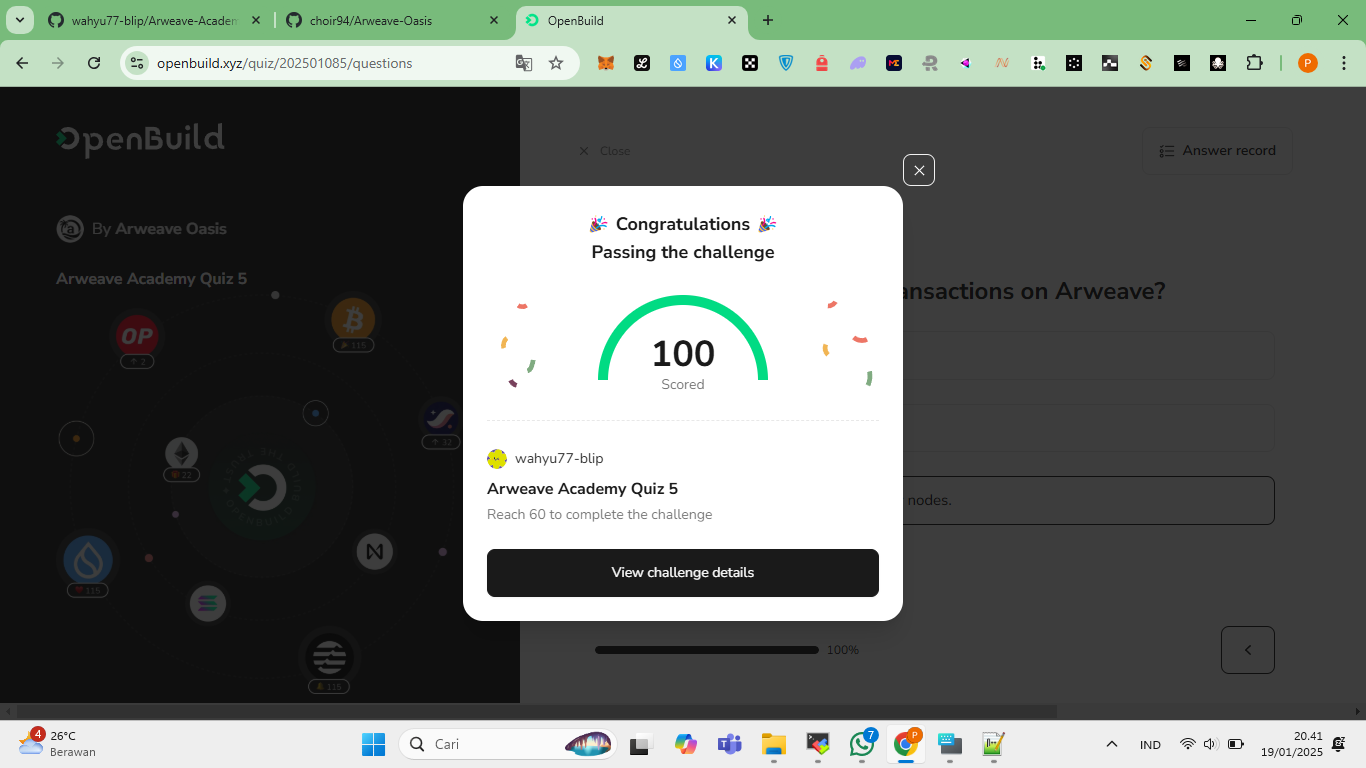 wahyu77-blip/Arweave-Academ
choir94/Arweave-Oasis
OpenBuild
openbuild.xyz/quiz/202501085/questions
P
OpenBuild
Close
Answer record
By Arweave Oasis
Arweave Academy Quiz 5
ansactions on Arweave?
nodes.
OP
2
115
32
22
115
115
🎉 Congratulations 🎉
Passing the challenge
100
Scored
wahyu77-blip
Arweave Academy Quiz 5
Reach 60 to complete the challenge
View challenge details
100%
4
26°C
Berawan
Cari
7
P
IND
20.41
19/01/2025